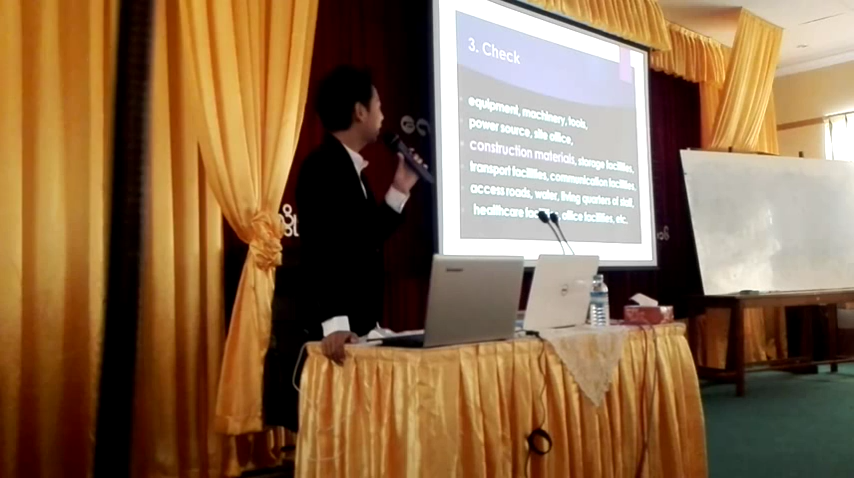 3. Check
equipment, machinery, tools,
power source, site office,
construction materials, storage facilities,
transport facilities, communication facilities,
access roads, water, living quarters of staff,
healthcare office facilities, etc.
DELL